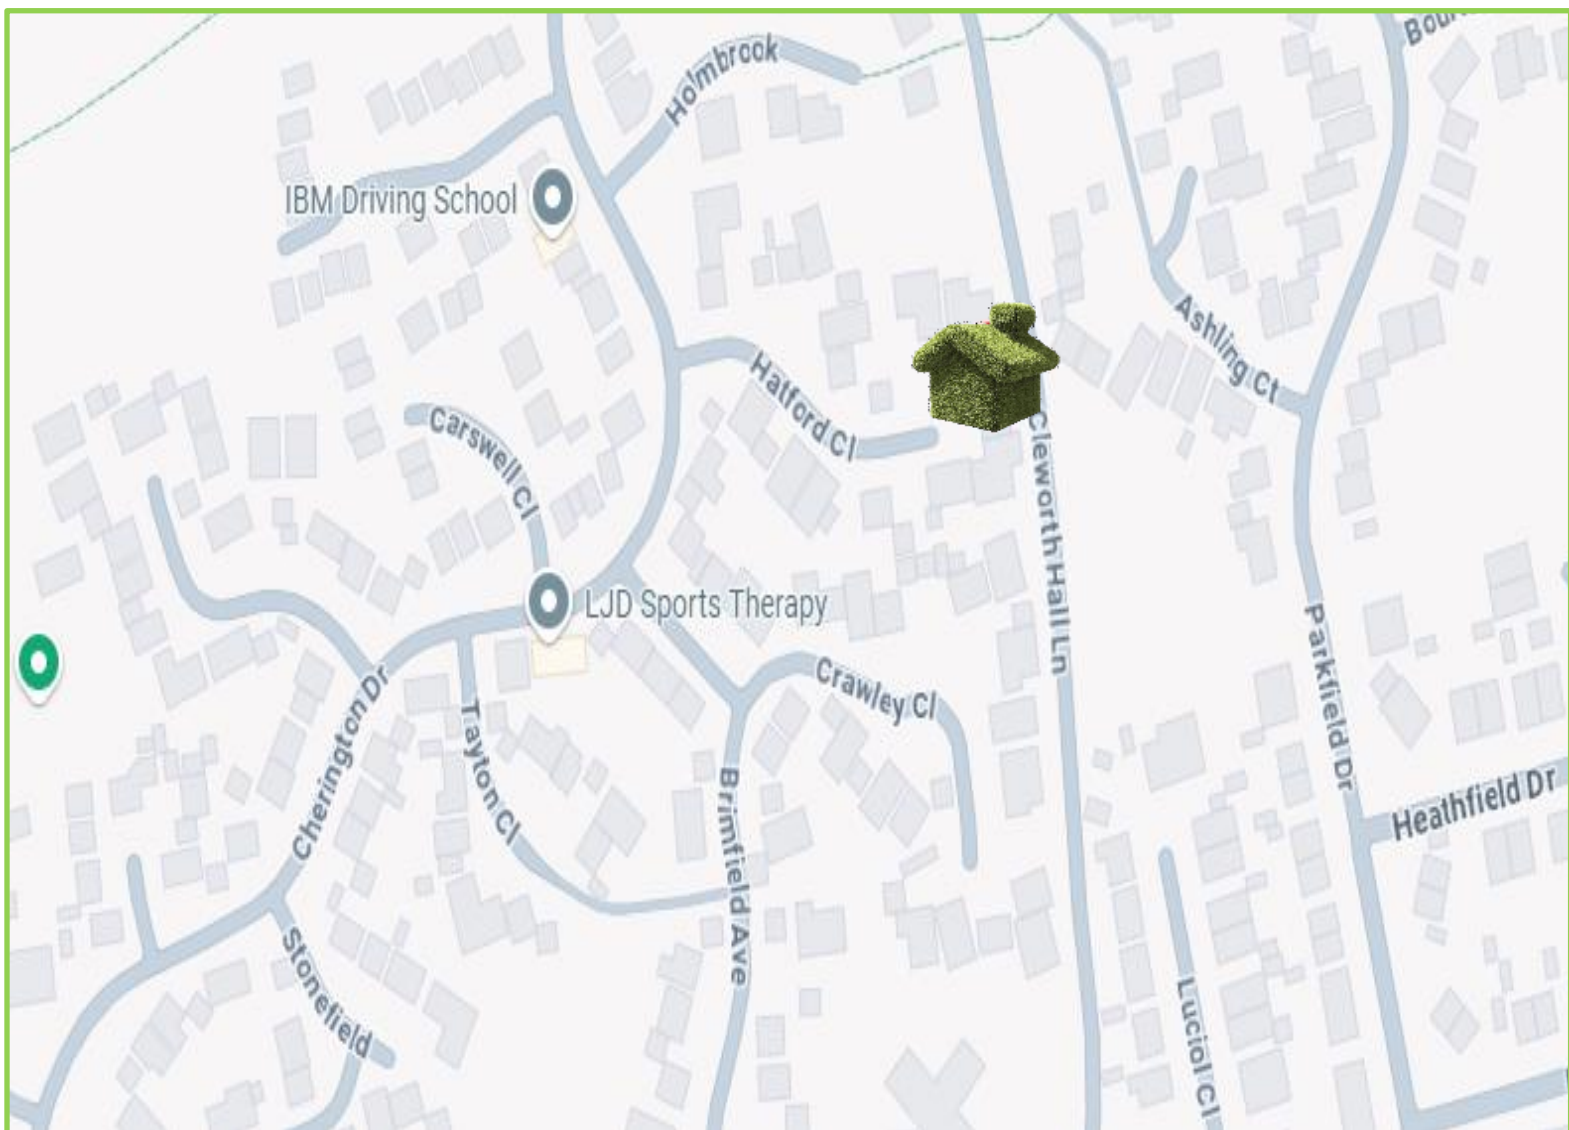 Holmbrook
IBM Driving School
Ashling Ct
Hatford Cl
Carswell Cl
Cleworth Hall Ln
LJD Sports Therapy
Parkfield Dr
Crawley Cl
Cherington Dr
Tayton Cl
Brimfield Ave
Heathfield Dr
Stonefield
Luciol Cl